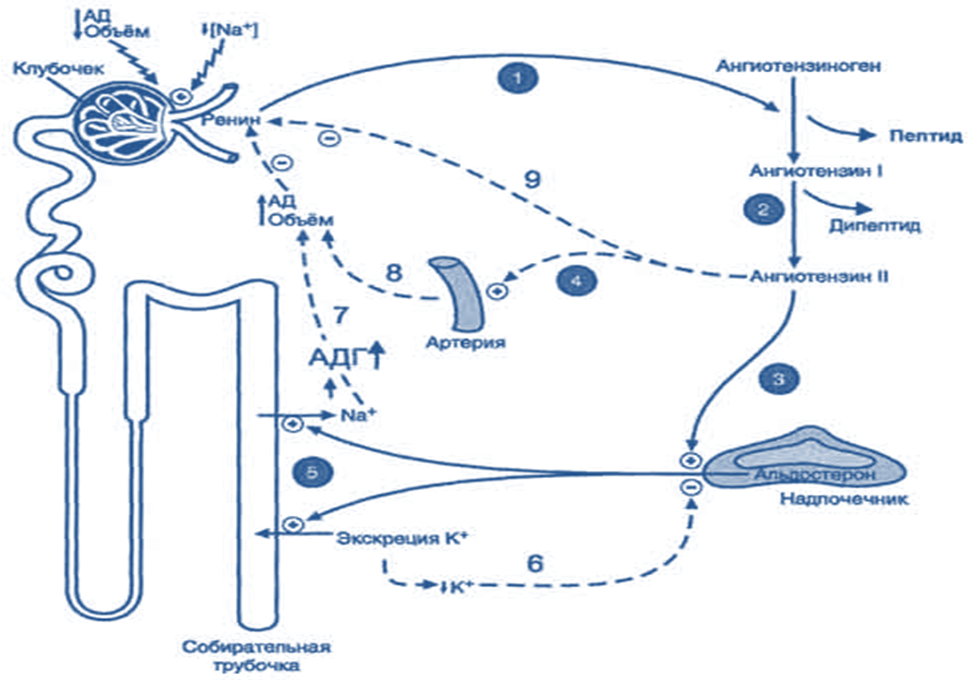 ↓АД
Объём
↓[Na⁺]
Клубочек
+
Ренин
1
Ангиотензиноген
Пептид
Ангиотензин I
2
Дипептид
Ангиотензин II
−
−
9
↑АД
Объём
8
4
+
Артерия
7
АДГ↑
3
Na⁺
+
5
+
−
Альдостерон
Надпочечник
+
Экскреция K⁺
6
↓K⁺
Собирательная
трубочка